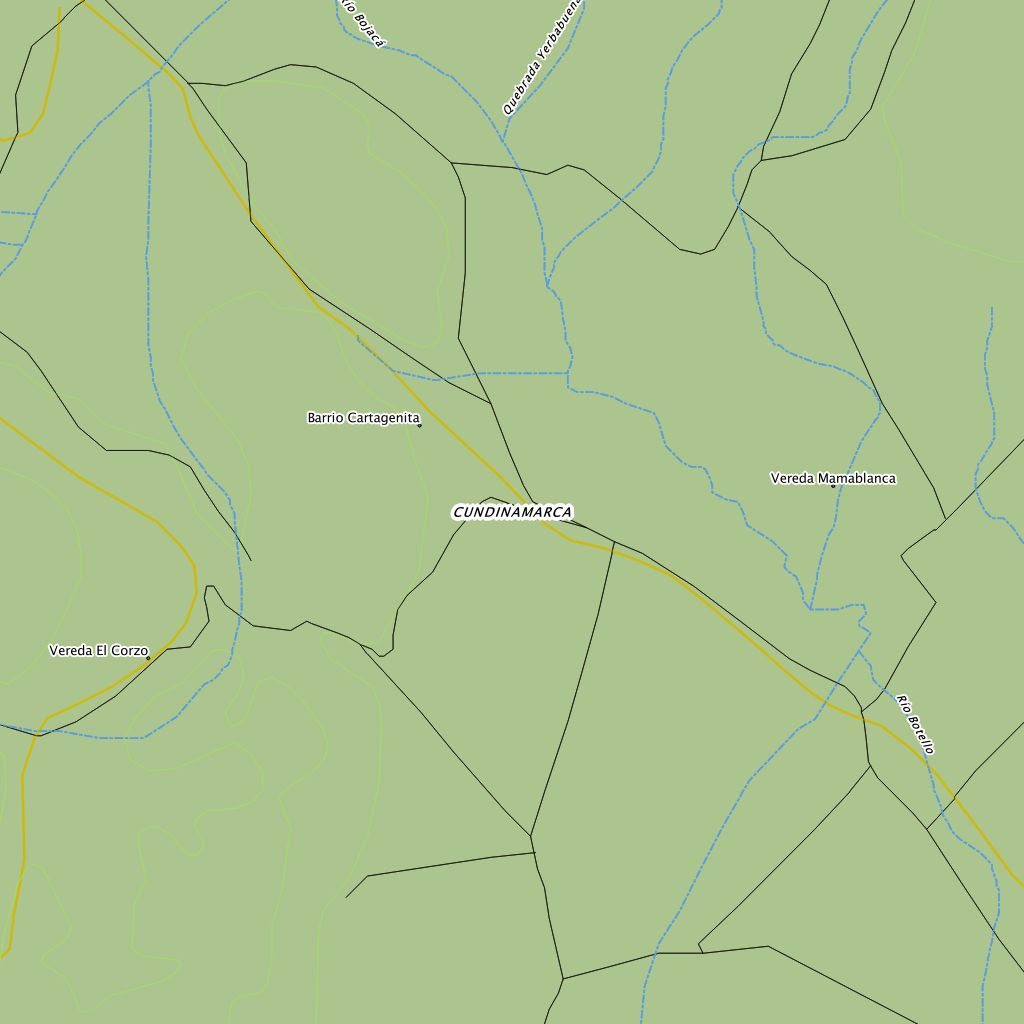 Río Bojacá
Quebrada Yerbabuena
Barrio Cartagenita
Vereda Mamablanca
CUNDINAMARCA
Vereda El Corzo
Río Botello